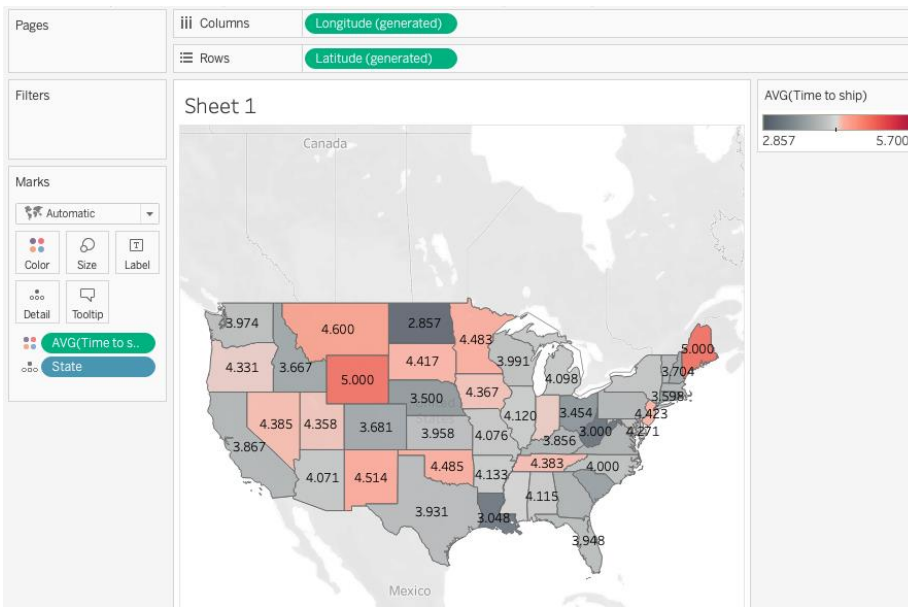 Pages
Columns
Longitude (generated)
Rows
Latitude (generated)
Filters
Sheet 1
AVG(Time to ship)
2.857
5.700
Marks
Automatic
Color
Size
Label
Detail
Tooltip
AVG(Time to s..
State
Canada
3.974
4.600
2.857
4.483
5.000
4.331
3.667
5.000
4.417
3.991
4.098
3.704
3.598
4.385
4.358
3.681
3.500
4.367
4.120
3.454
4.423
3.867
3.958
4.076
3.856
3.000
4.271
4.071
4.514
4.485
4.133
4.383
4.000
3.931
3.048
4.115
3.948
Mexico